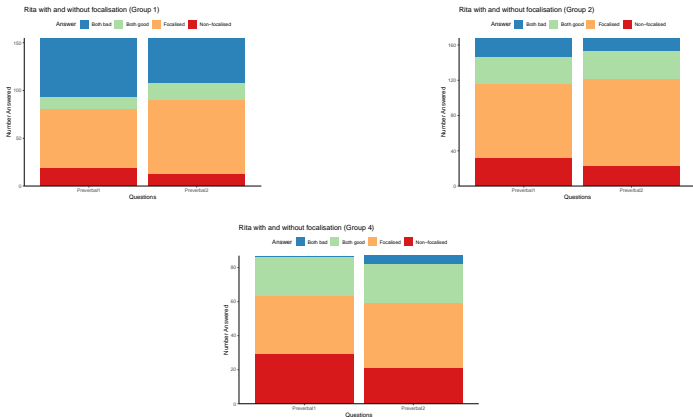 Rita with and without focalisation (Group 1)
Answer Both bad Both good Focalised Non−focalised
150
100
50
0
Number Answered
Preverbal1 Preverbal2
Questions
Rita with and without focalisation (Group 2)
Answer Both bad Both good Focalised Non−focalised
160
120
80
40
0
Number Answered
Preverbal1 Preverbal2
Questions
Rita with and without focalisation (Group 4)
Answer Both bad Both good Focalised Non−focalised
80
60
40
20
0
Number Answered
Preverbal1 Preverbal2
Questions